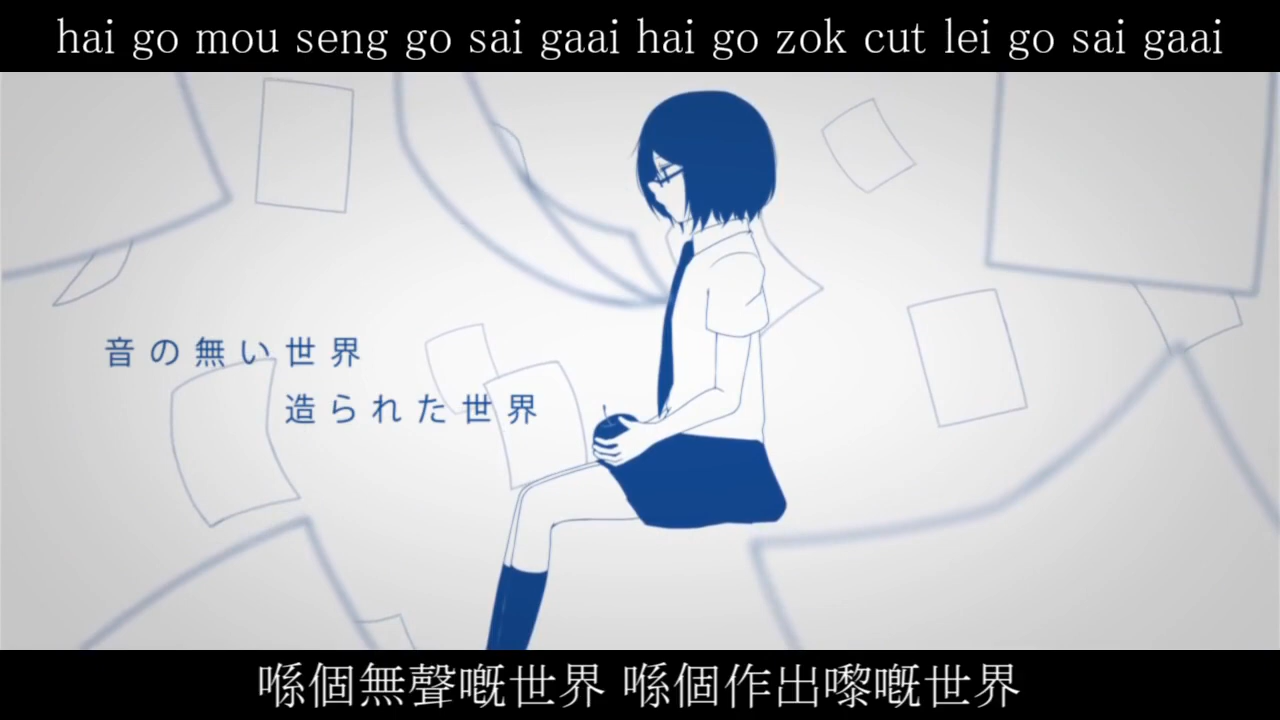 hai go mou seng go sai gaai hai go zok cut lei go sai gaai
音の無い世界
造られた世界
喺個無聲嘅世界 喺個作出嚟嘅世界